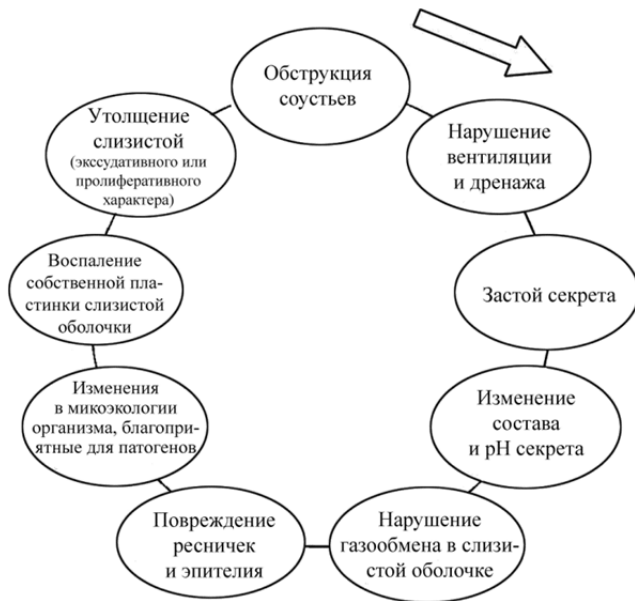 Обструкция
соустьев
Нарушение
вентиляции
и дренажа
Застой секрета
Изменение
состава
и pH секрета
Нарушение
газообмена в слизи-
стой оболочке
Повреждение
ресничек
и эпителия
Изменения
в микоэкологии
организма, благопри-
ятные для патогенов
Воспаление
собственной пла-
стинки слизистой
оболочки
Утолщение
слизистой
(экссудативного или
пролиферативного
характера)